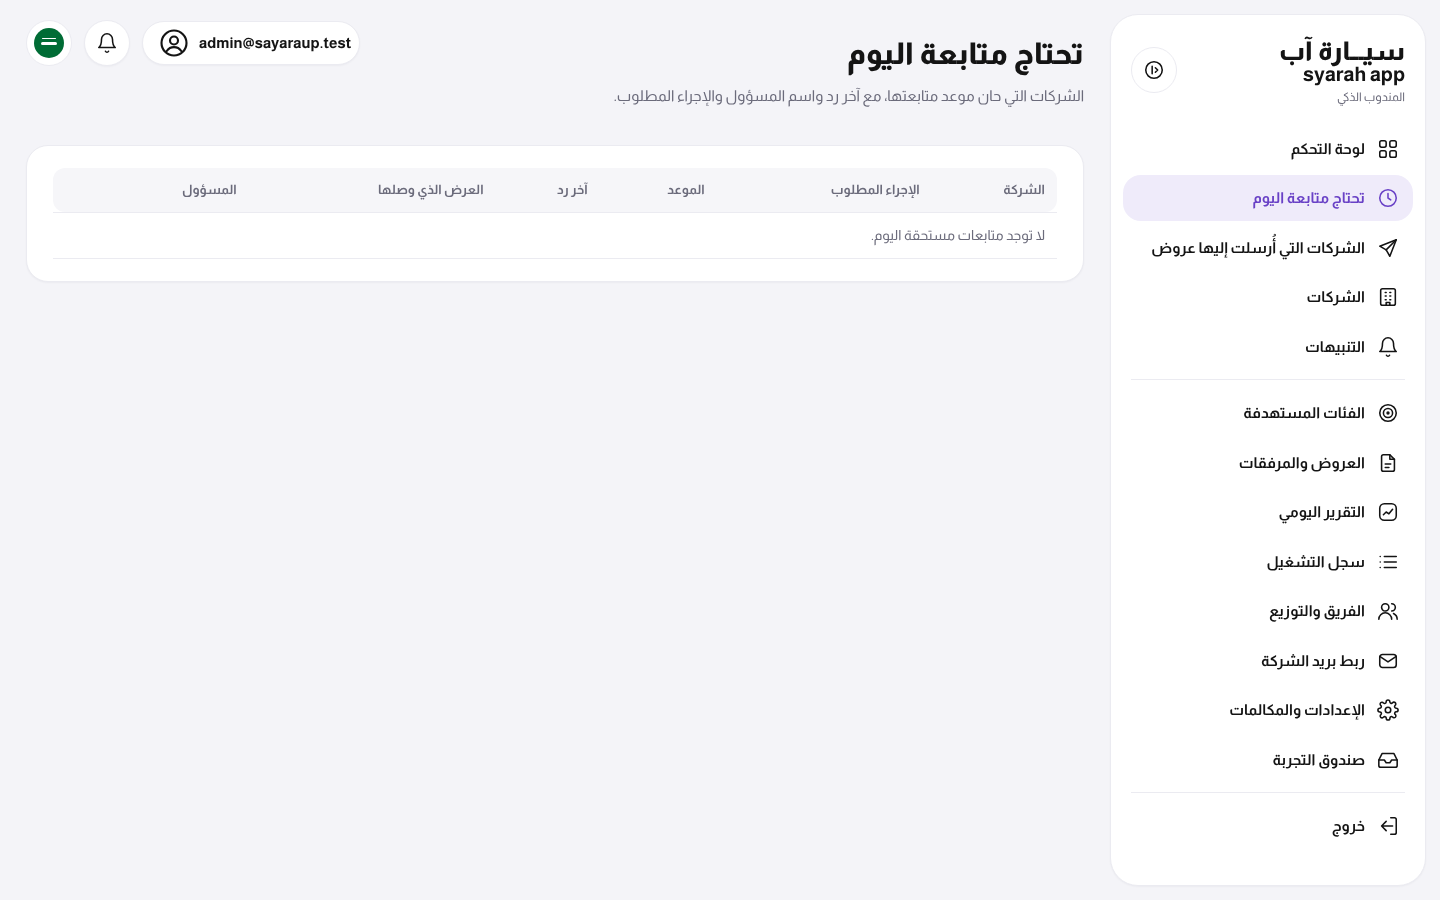 سيـارة آب
syarah app
المندوب الذكي
لوحة التحكم
تحتاج متابعة اليوم
الشركات التي أُرسلت إليها عروض
الشركات
التنبيهات
الفئات المستهدفة
العروض والمرفقات
التقرير اليومي
سجل التشغيل
الفريق والتوزيع
ربط بريد الشركة
الإعدادات والمكالمات
صندوق التجربة
خروج
admin@sayaraup.test
تحتاج متابعة اليوم
الشركات التي حان موعد متابعتها، مع آخر رد واسم المسؤول والإجراء المطلوب.
الشركة الإجراء المطلوب الموعد آخر رد العرض الذي وصلها المسؤول
لا توجد متابعات مستحقة اليوم.